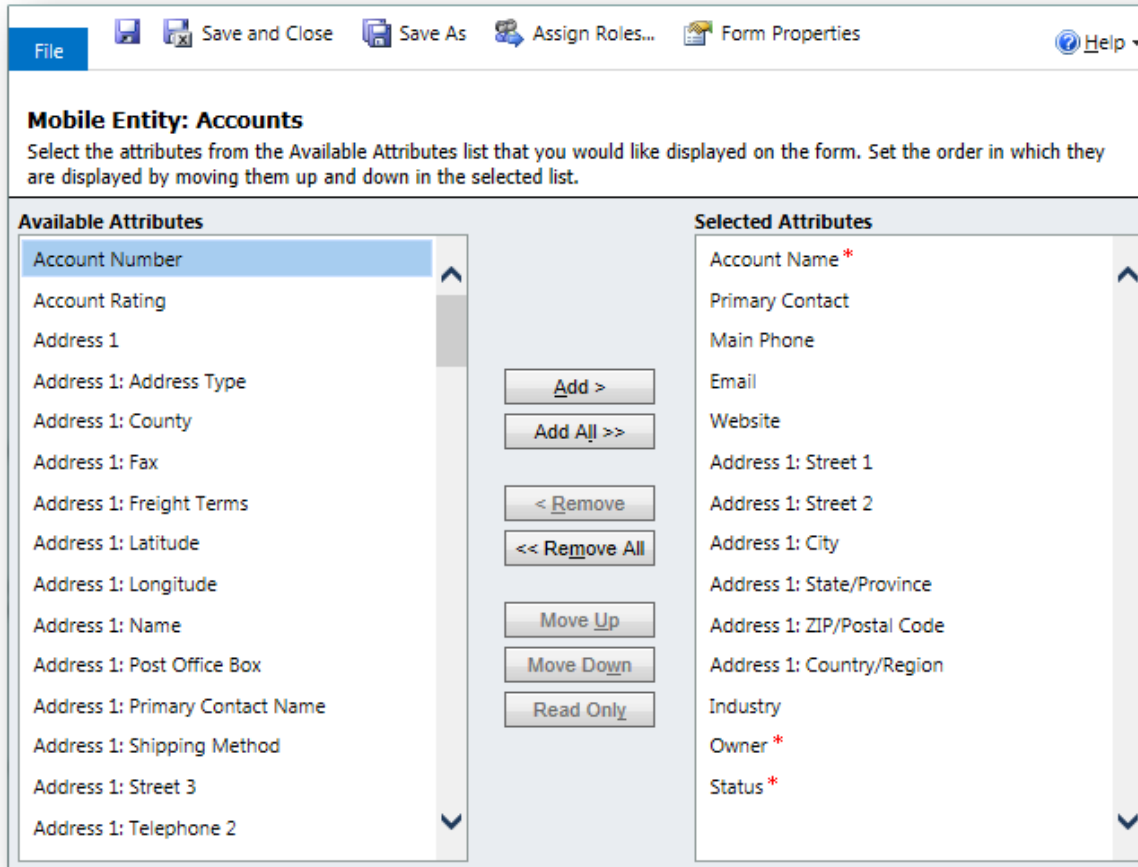 File
Save and Close
Save As
Assign Roles...
Form Properties
Help
Mobile Entity: Accounts
Select the attributes from the Available Attributes list that you would like displayed on the form. Set the order in which they
are displayed by moving them up and down in the selected list.
Available Attributes
Account Number
Account Rating
Address 1
Address 1: Address Type
Address 1: County
Address 1: Fax
Address 1: Freight Terms
Address 1: Latitude
Address 1: Longitude
Address 1: Name
Address 1: Post Office Box
Address 1: Primary Contact Name
Address 1: Shipping Method
Address 1: Street 3
Address 1: Telephone 2
Add >
Add All >>
< Remove
<< Remove All
Move Up
Move Down
Read Only
Selected Attributes
Account Name *
Primary Contact
Main Phone
Email
Website
Address 1: Street 1
Address 1: Street 2
Address 1: City
Address 1: State/Province
Address 1: ZIP/Postal Code
Address 1: Country/Region
Industry
Owner *
Status *